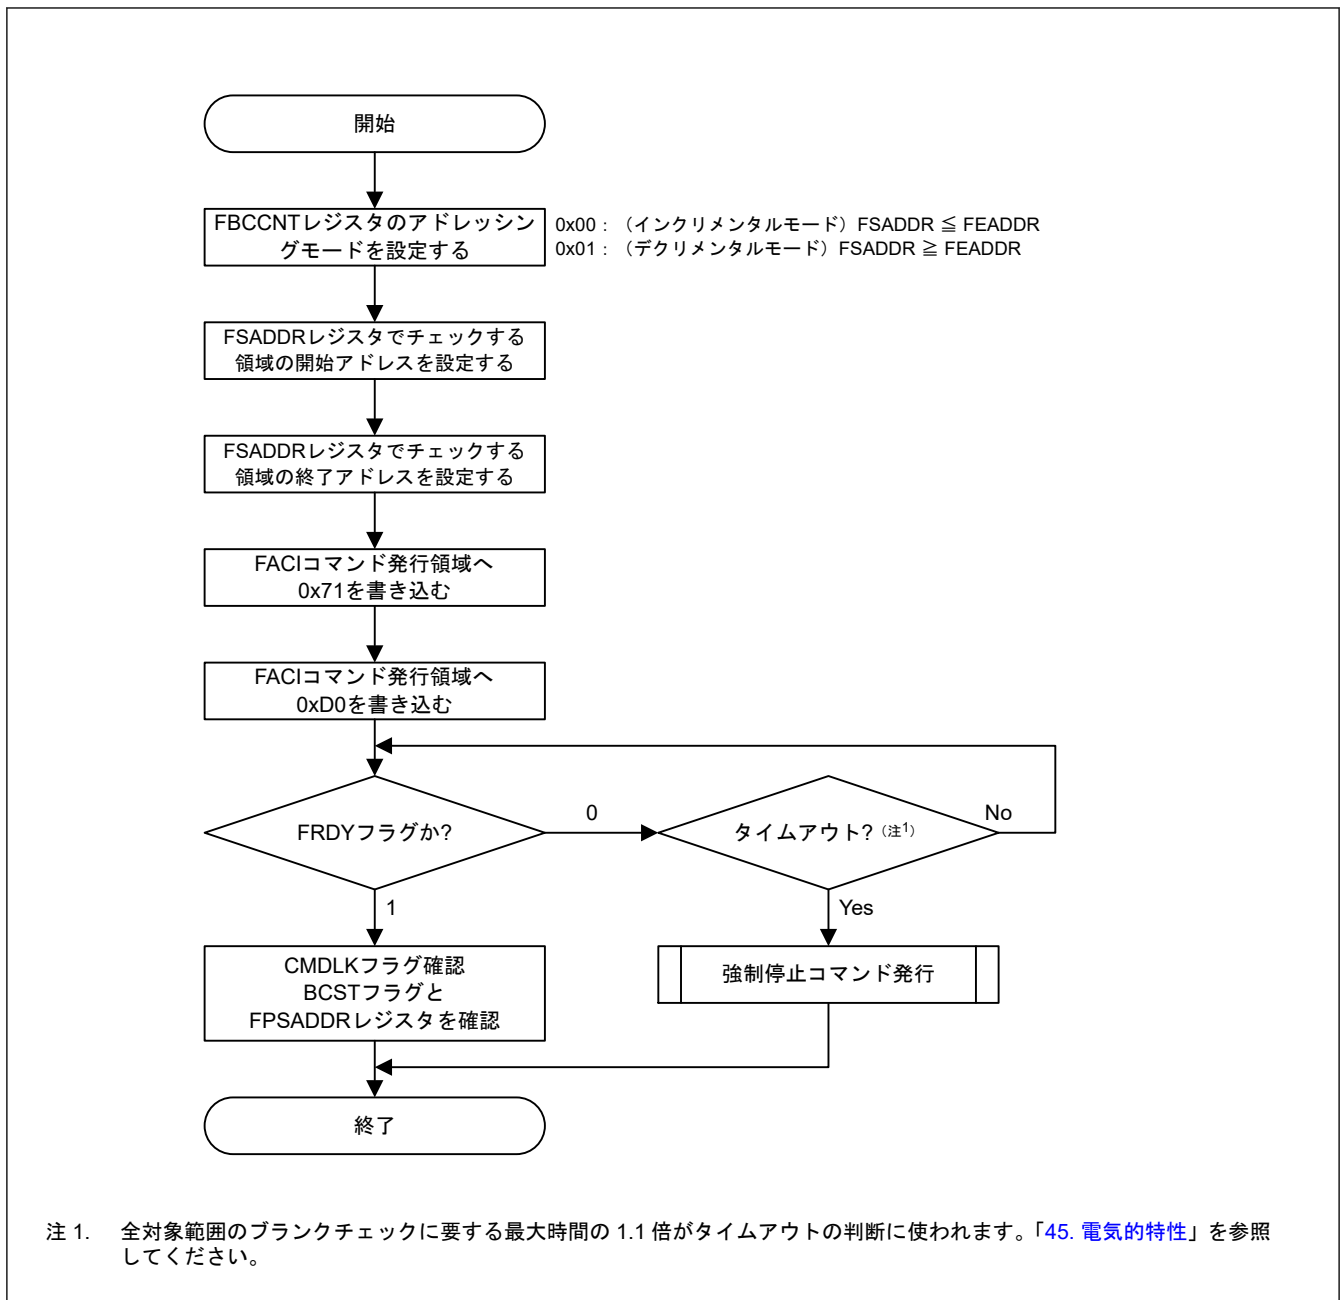 開始
FBCCNTレジスタのアドレッシン
グモードを設定する
0x00：（インクリメンタルモード）FSADDR ≦ FEADDR
0x01：（デクリメンタルモード）FSADDR ≧ FEADDR
FSADDRレジスタでチェックする
領域の開始アドレスを設定する
FSADDRレジスタでチェックする
領域の終了アドレスを設定する
FACIコマンド発行領域へ
0x71を書き込む
FACIコマンド発行領域へ
0xD0を書き込む
FRDYフラグか?
0
タイムアウト?（注1）
No
1
Yes
CMDLKフラグ確認
BCSTフラグと
FPSADDRレジスタを確認
強制停止コマンド発行
終了
注 1. 全対象範囲のブランクチェックに要する最大時間の 1.1 倍がタイムアウトの判断に使われます。「45. 電気的特性」を参照
してください。